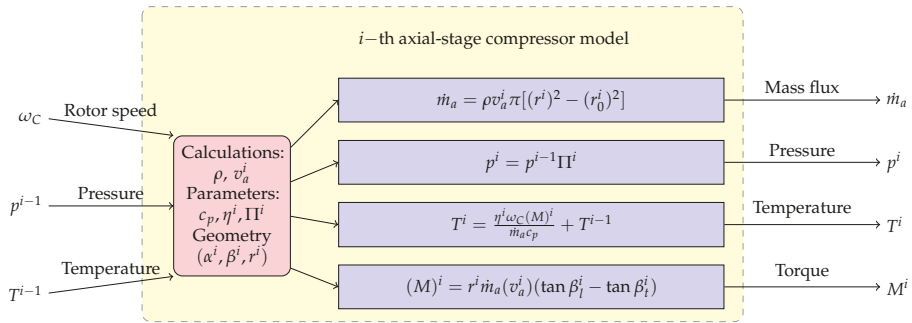 i−th axial-stage compressor model
ω_C
Rotor speed
p^{i−1}
Pressure
T^{i−1}
Temperature
Calculations:
ρ, v_a^i
Parameters:
c_p, η^i, Π^i
Geometry
(α^i, β^i, r^i)
ṁ_a = ρv_a^i π[(r^i)^2 − (r_0^i)^2]
Mass flux
ṁ_a
p^i = p^{i−1}Π^i
Pressure
p^i
T^i = \frac{η^i ω_C (M)^i}{ṁ_a c_p} + T^{i−1}
Temperature
T^i
(M)^i = r^i ṁ_a(v_a^i)(tan β_l^i − tan β_t^i)
Torque
M^i